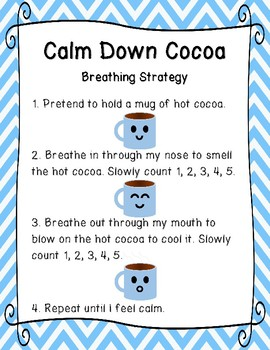 Calm Down Cocoa
Breathing Strategy
1. Pretend to hold a mug of hot cocoa.
2. Breathe in through my nose to smell
the hot cocoa. Slowly count 1, 2, 3, 4, 5.
3. Breathe out through my mouth to
blow on the hot cocoa to cool it. Slowly
count 1, 2, 3, 4, 5.
4. Repeat until I feel calm.